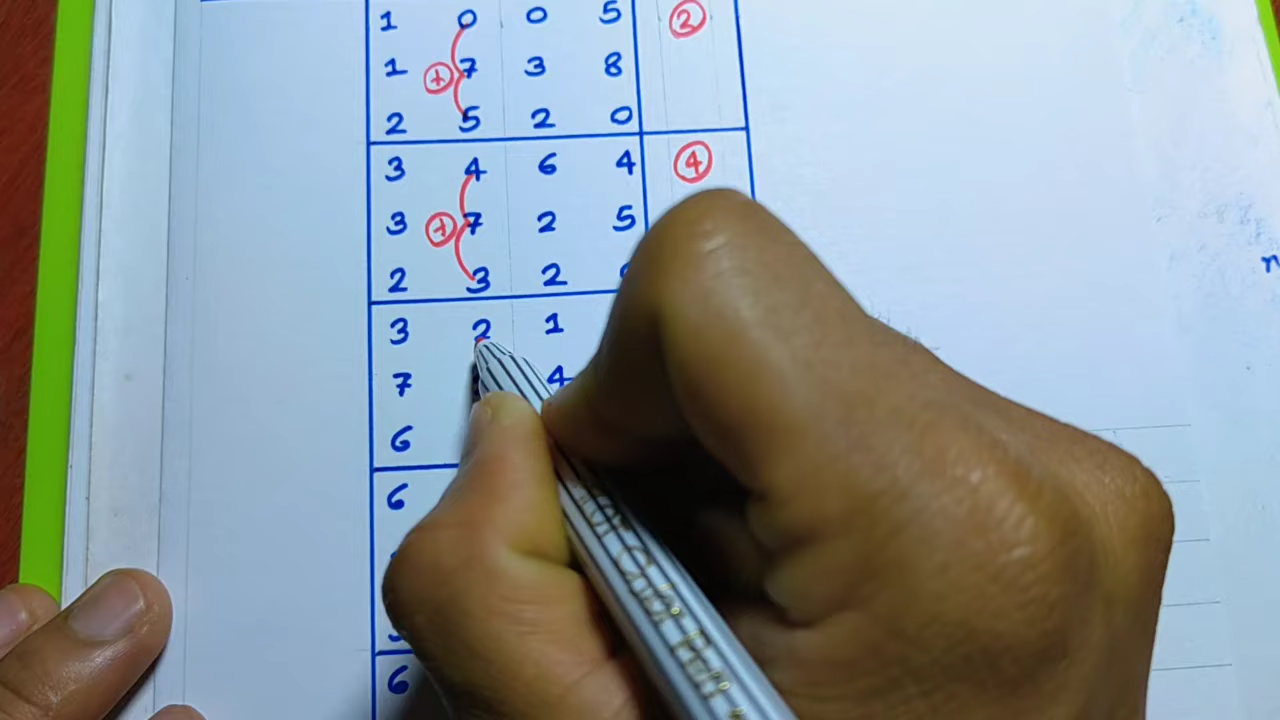 1 0 0 5 2
1 + 7 3 8
2 5 2 0
3 4 6 4 4
3 + 7 2 5
2 3 2
3 2 1
7 4
6
6
6